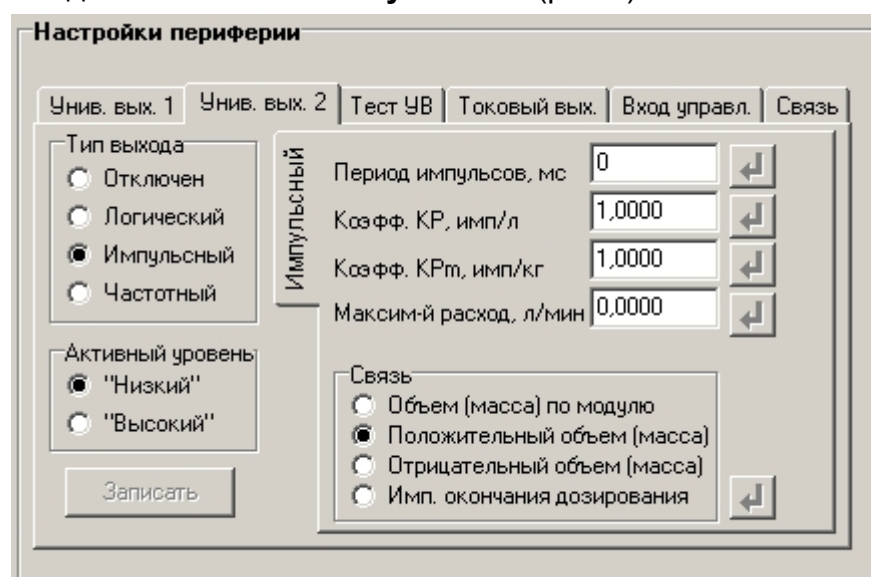 Настройки периферии
Унив. вых. 1
Унив. вых. 2
Тест УВ
Токовый вых.
Вход управл.
Связь
Тип выхода
Отключен
Логический
Импульсный
Частотный
Активный уровень
"Низкий"
"Высокий"
Записать
Импульсный
Период импульсов, мс 0
Коэфф. КР, имп/л 1,0000
Коэфф. КРm, имп/кг 1,0000
Максим-й расход, л/мин 0,0000
Связь
Объем (масса) по модулю
Положительный объем (масса)
Отрицательный объем (масса)
Имп. окончания дозирования